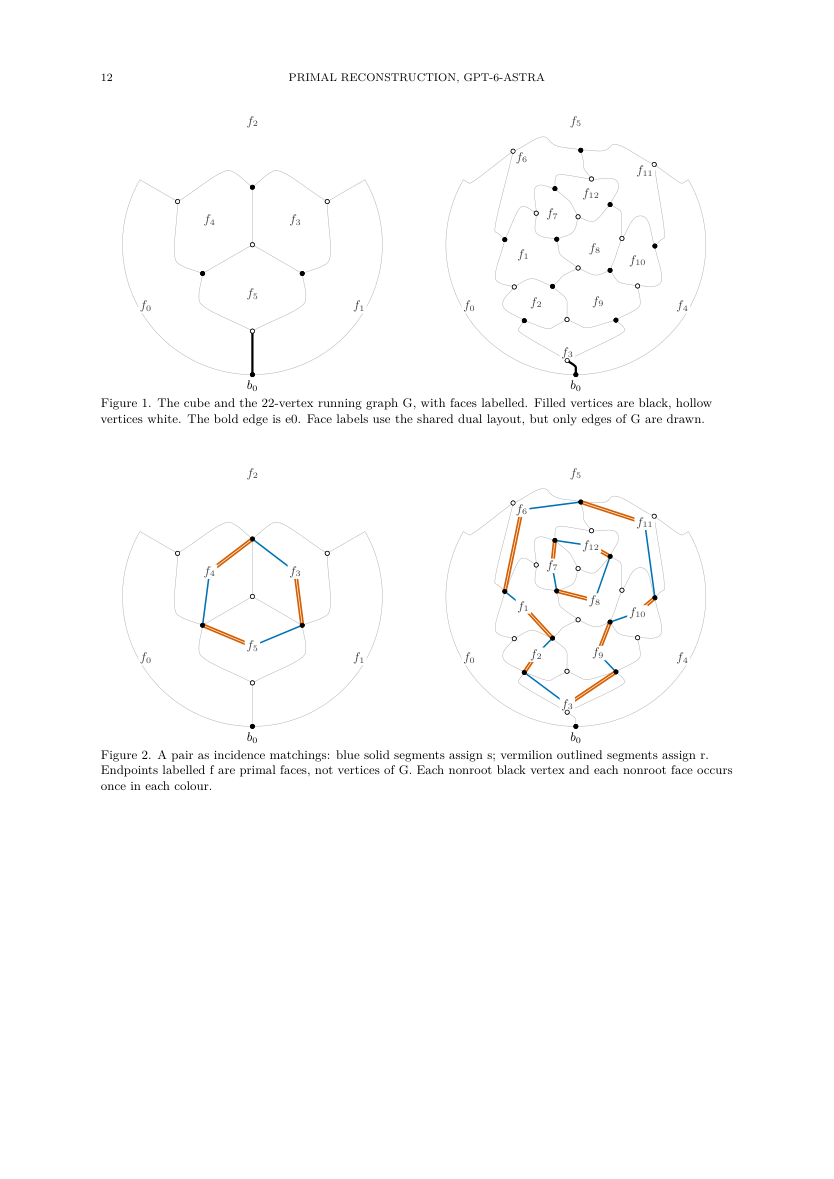 12 PRIMAL RECONSTRUCTION, GPT-6-ASTRA
f2 f5
f6 f11
f12
f4 f3 f7
f1 f8 f10
f5 f2 f9
f0 f1 f0 f4
f3
b0 b0
Figure 1. The cube and the 22-vertex running graph G, with faces labelled. Filled vertices are black, hollow
vertices white. The bold edge is e0. Face labels use the shared dual layout, but only edges of G are drawn.
f2 f5
f6 f11
f12
f4 f3 f7
f1 f8 f10
f5 f2 f9
f0 f1 f0 f4
f3
b0 b0
Figure 2. A pair as incidence matchings: blue solid segments assign s; vermilion outlined segments assign r.
Endpoints labelled f are primal faces, not vertices of G. Each nonroot black vertex and each nonroot face occurs
once in each colour.